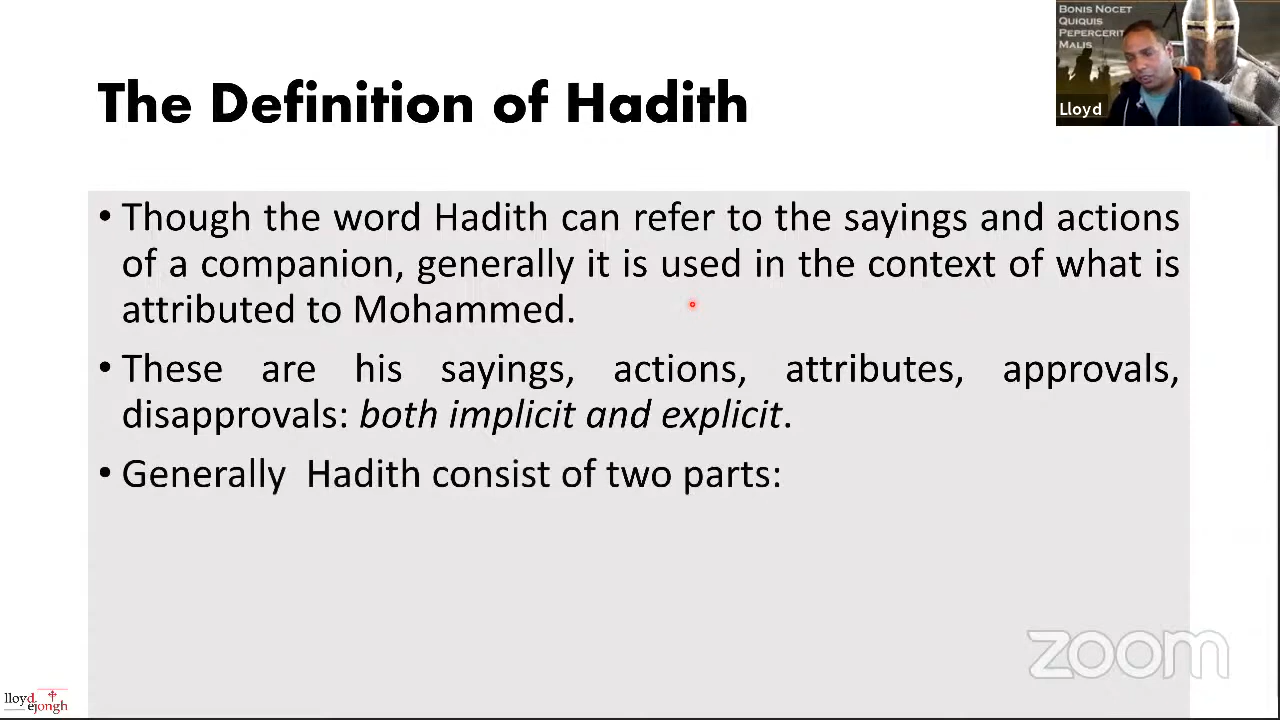 BONIS NOCET
QUIQUIS
PEPERCERIT
MALIS
Lloyd
The Definition of Hadith
• Though the word Hadith can refer to the sayings and actions
of a companion, generally it is used in the context of what is
attributed to Mohammed.
• These are his sayings, actions, attributes, approvals,
disapprovals: both implicit and explicit.
• Generally Hadith consist of two parts:
zoom
lloyd
ejongh